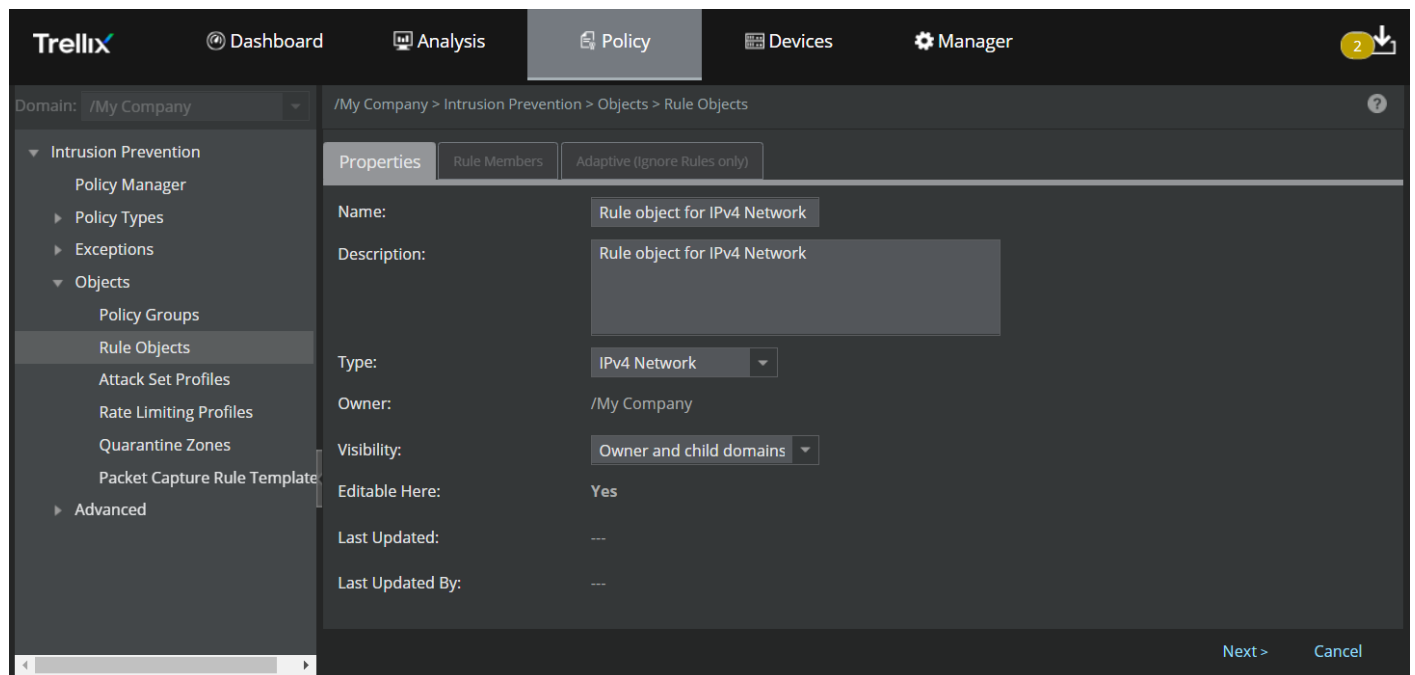 Trellix
Dashboard
Analysis
Policy
Devices
Manager
2
Domain: /My Company
/My Company > Intrusion Prevention > Objects > Rule Objects
?
Intrusion Prevention
Policy Manager
Policy Types
Exceptions
Objects
Policy Groups
Rule Objects
Attack Set Profiles
Rate Limiting Profiles
Quarantine Zones
Packet Capture Rule Template
Advanced
Properties
Rule Members
Adaptive (Ignore Rules only)
Name: Rule object for IPv4 Network
Description: Rule object for IPv4 Network
Type: IPv4 Network
Owner: /My Company
Visibility: Owner and child domains
Editable Here: Yes
Last Updated: ---
Last Updated By: ---
Next >
Cancel